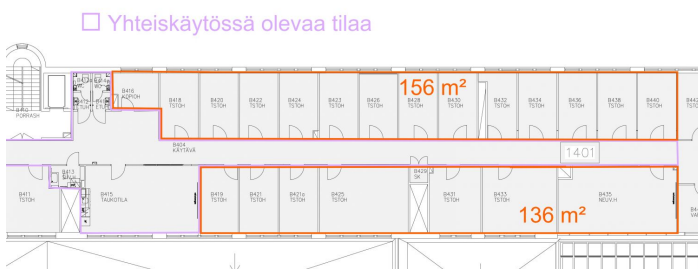 Yhteiskäytössä olevaa tilaa
156 m²
B416
KOPIOH
B418
TSTOH
B420
TSTOH
B422
TSTOH
B424
TSTOH
B423
TSTOH
B426
TSTOH
B428
TSTOH
B430
TSTOH
B432
TSTOH
B434
TSTOH
B436
TSTOH
B438
TSTOH
B440
TSTOH
B442
PORRASH
B404
KÄYTÄVÄ
1401
B411
TSTOH
B413
B415
TAUKOTILA
B419
TSTOH
B421
TSTOH
B421a
TSTOH
B425
TSTOH
B429
SK
B431
TSTOH
B433
TSTOH
B435
NEUV.H
136 m²